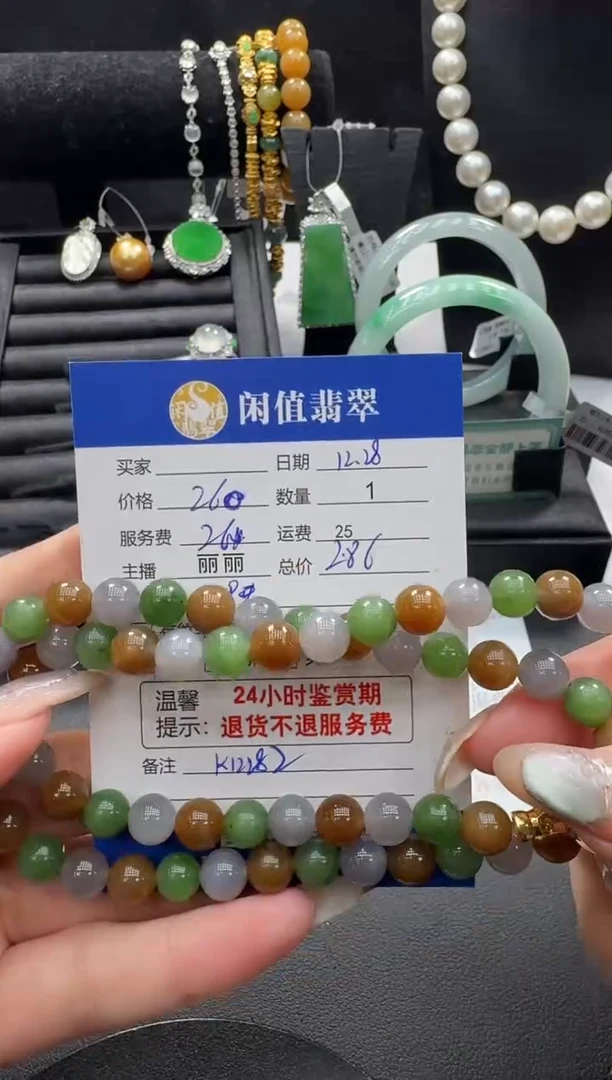 闲值翡翠
买家 日期 12.28
价格 260 数量 1
服务费 运费 25
主播 丽丽 总价 286
温馨 24小时鉴赏期
提示: 退货不退服务费
备注